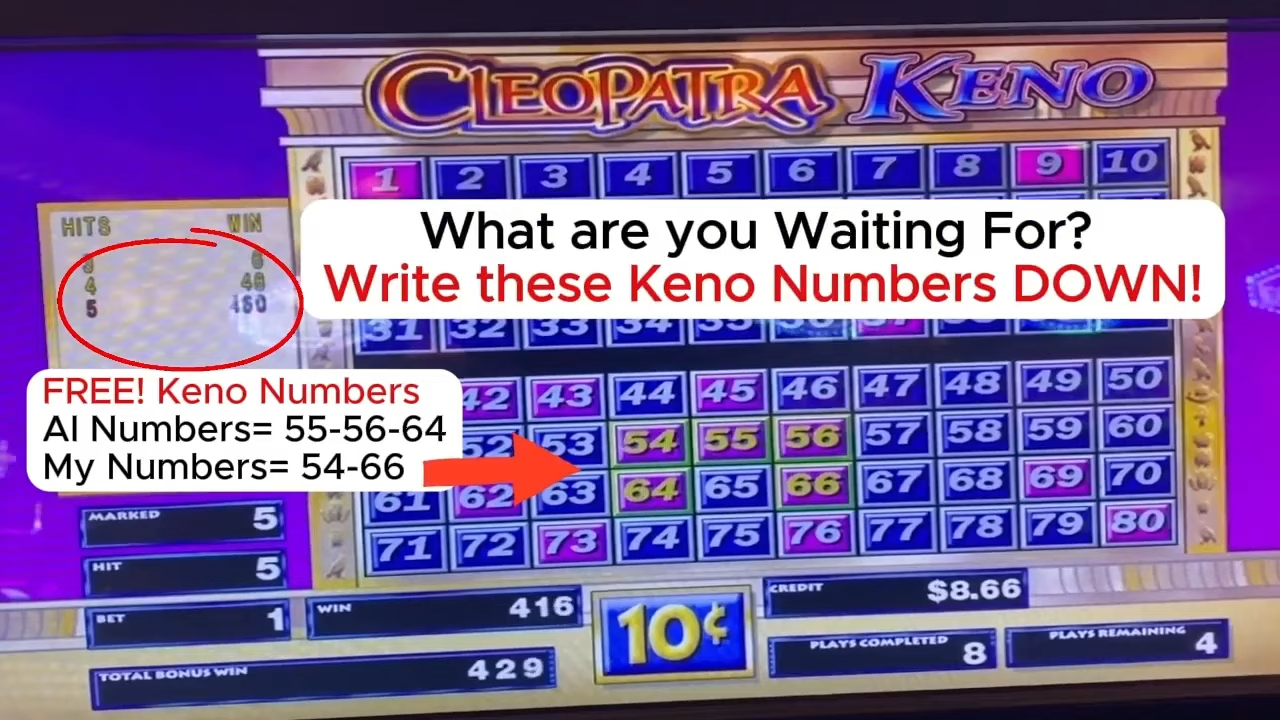 CLEOPATRA KENO
1 2 3 4 5 6 7 8 9 10
HITS WIN
What are you Waiting For?
Write these Keno Numbers DOWN!
4
5
31 32 33 34 35
FREE! Keno Numbers
AI Numbers= 55-56-64
My Numbers= 54-66
42 43 44 45 46 47 48 49 50
52 53 54 55 56 57 58 59 60
61 62 63 64 65 66 67 68 69 70
71 72 73 74 75 76 77 78 79 80
MARKED 5
HIT 5
BET 1
WIN 416
10¢
CREDIT $8.66
PLAYS COMPLETED 8
PLAYS REMAINING 4
TOTAL BONUS WIN 429